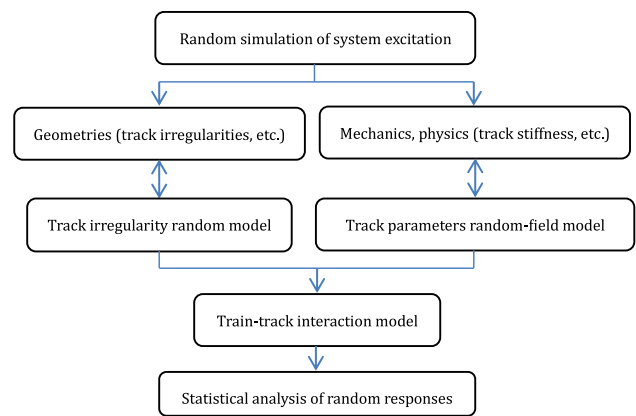 Random simulation of system excitation
Geometries (track irregularities, etc.)
Mechanics, physics (track stiffness, etc.)
Track irregularity random model
Track parameters random-field model
Train-track interaction model
Statistical analysis of random responses